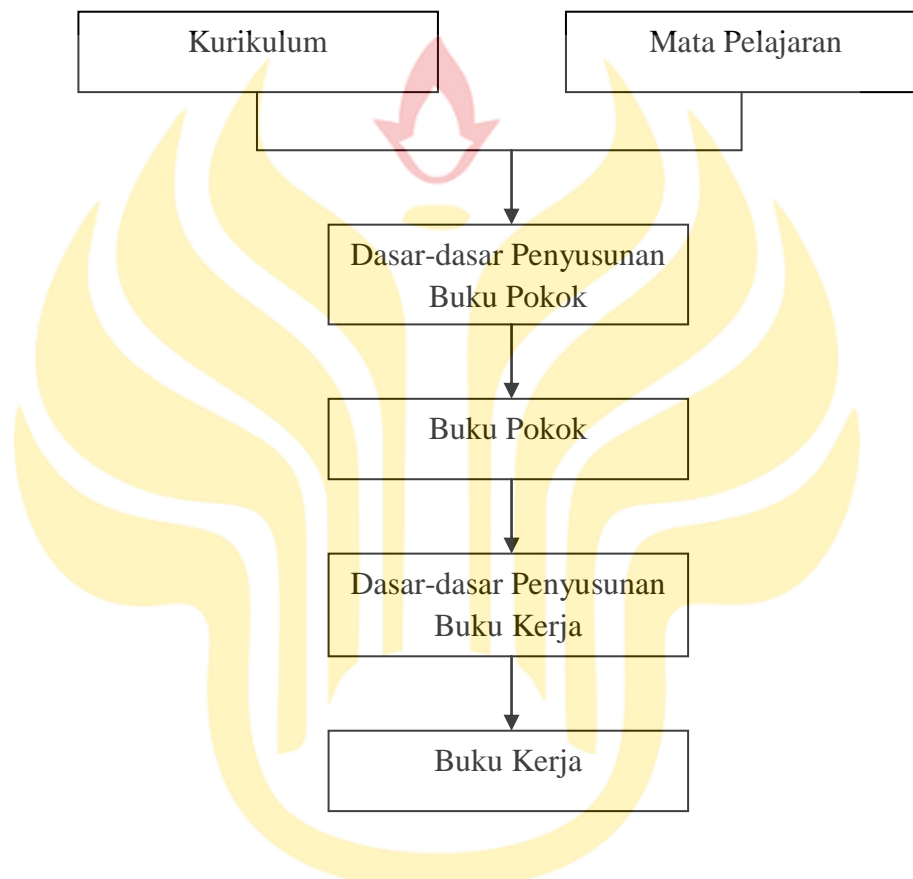 Kurikulum
Mata Pelajaran
Dasar-dasar Penyusunan
Buku Pokok
Buku Pokok
Dasar-dasar Penyusunan
Buku Kerja
Buku Kerja